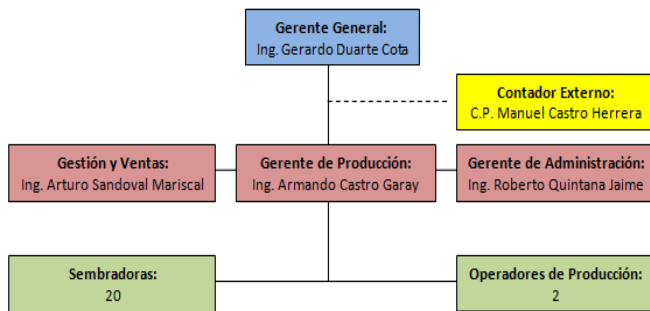 Gerente General:
Ing. Gerardo Duarte Cota
Contador Externo:
C.P. Manuel Castro Herrera
Gestión y Ventas:
Ing. Arturo Sandoval Mariscal
Gerente de Producción:
Ing. Armando Castro Garay
Gerente de Administración:
Ing. Roberto Quintana Jaime
Sembradoras:
20
Operadores de Producción:
2